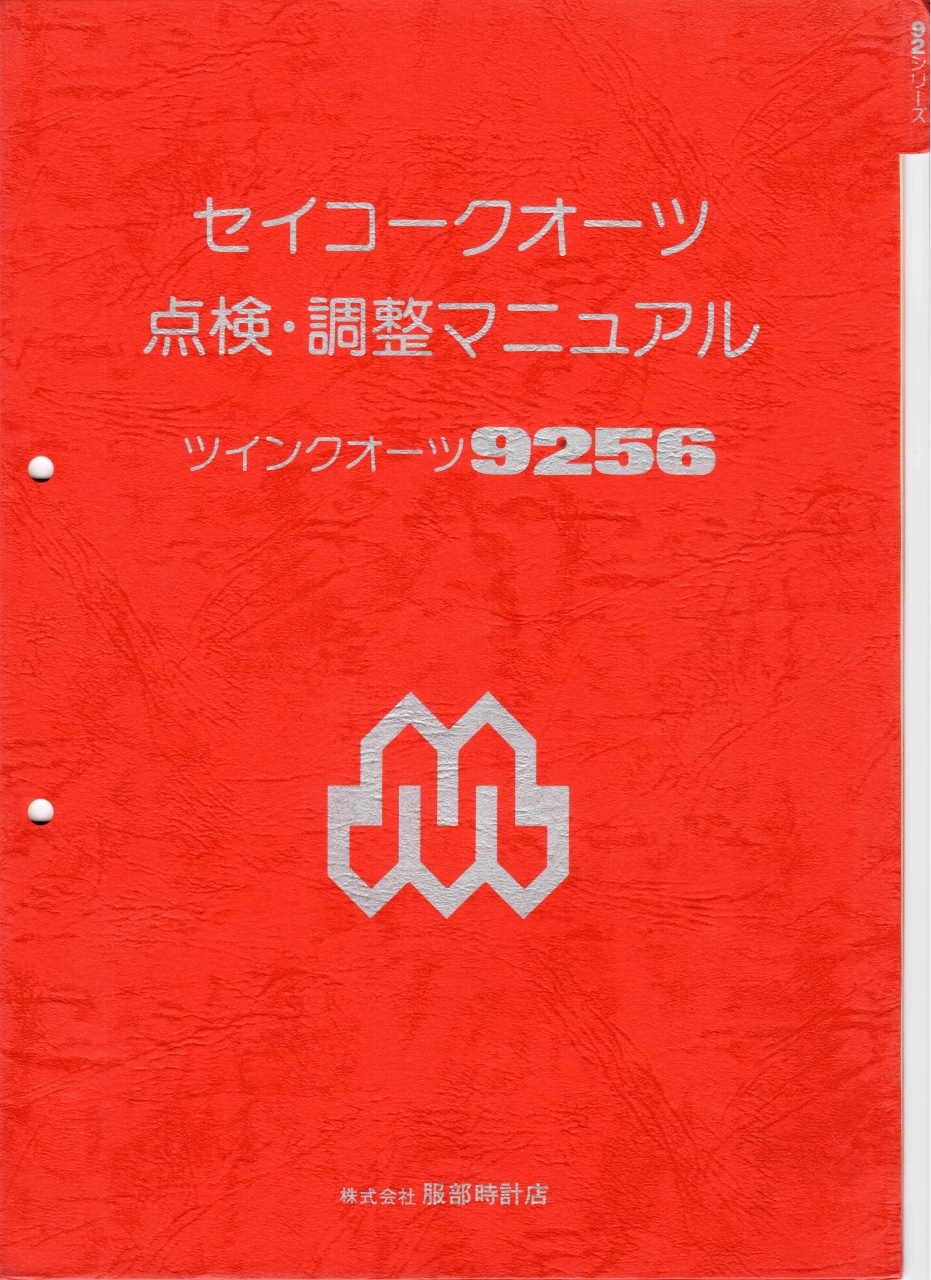 92シリーズ
セイコークオーツ
点検・調整マニュアル
ツインクオーツ9256
株式会社 服部時計店